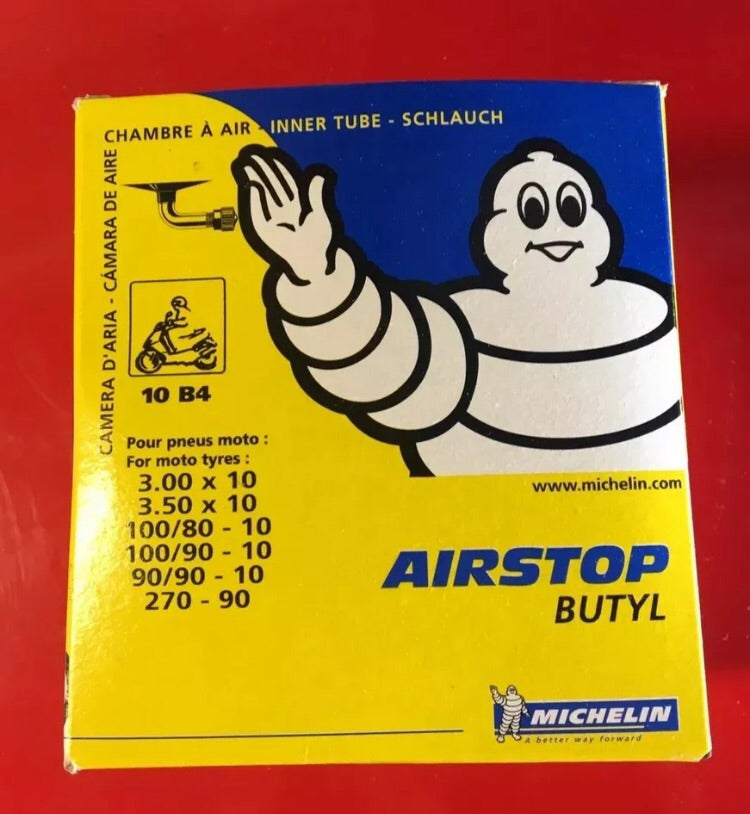 CHAMBRE À AIR - INNER TUBE - SCHLAUCH
CAMERA D'ARIA - CÁMARA DE AIRE
10 B4
Pour pneus moto :
For moto tyres :
3.00 x 10
3.50 x 10
100/80 - 10
100/90 - 10
90/90 - 10
270 - 90
www.michelin.com
AIRSTOP
BUTYL
MICHELIN
A better way forward